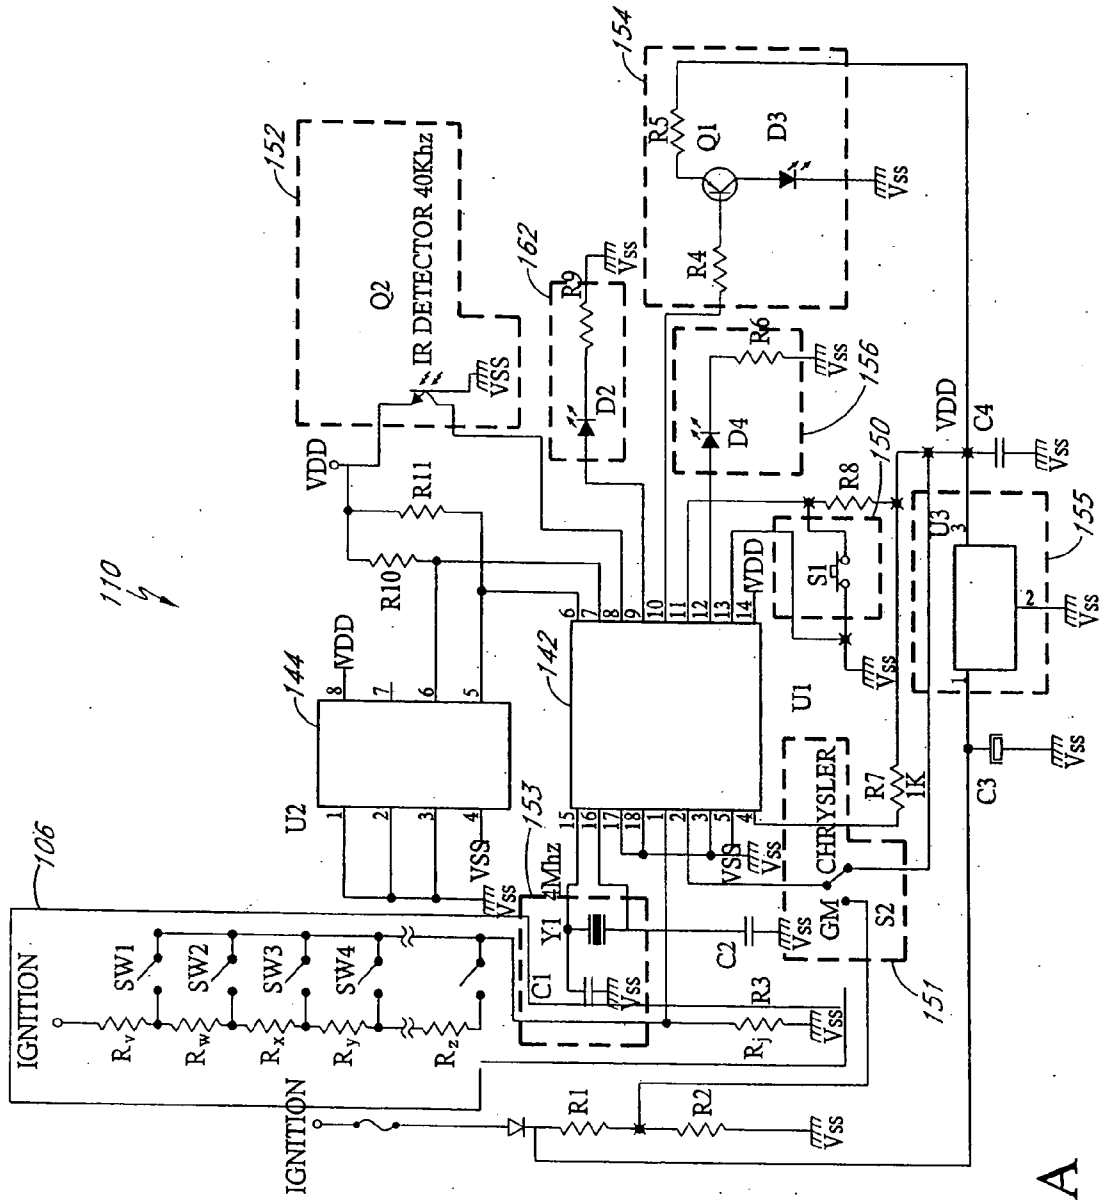 110
106
IGNITION
SW1
SW2
SW3
SW4
Rv
Rw
Rx
Ry
Rz
IGNITION
R1
R2
Vss
Rj
R3
Vss
144
U2
1
2
3
4
8
7
6
5
VDD
VSS
Vss
VDD
R10
R11
152
Q2
IR DETECTOR 40Khz
VSS
153
Y1
4Mhz
C1
Vss
C2
Vss
142
U1
15
16
17
18
1
2
3
5
4
6
7
8
9
10
11
12
13
14
VDD
VSS
Vss
162
D2
R9
Vss
154
R5
Q1
R4
D3
Vss
156
D4
R6
Vss
150
S1
R8
Vss
151
GM
CHRYSLER
S2
R7
1K
155
U3
1
2
3
Vss
C3
Vss
VDD
C4
Vss
A